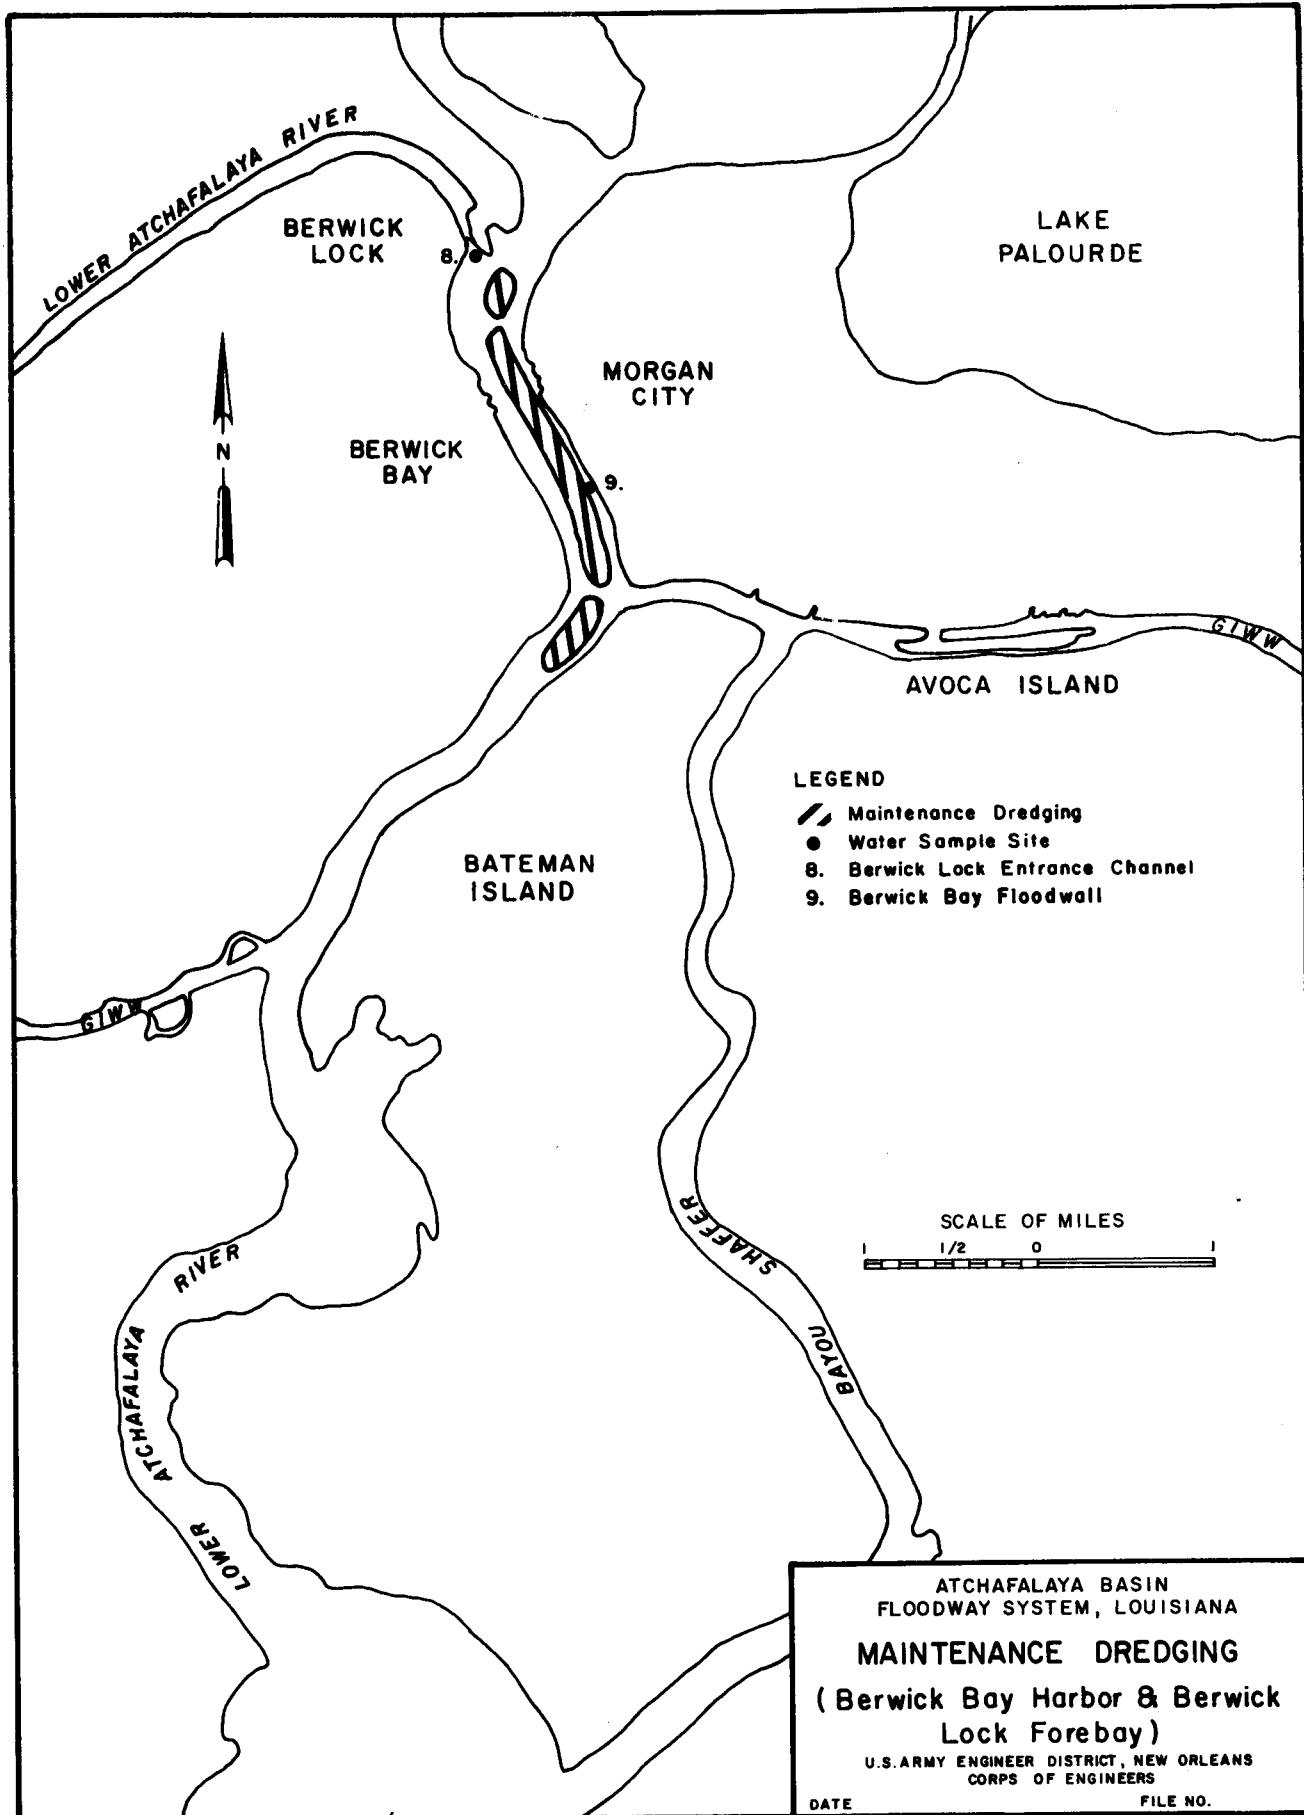 LOWER ATCHAFALAYA RIVER
BERWICK
LOCK
8.
LAKE
PALOURDE
MORGAN
CITY
N
BERWICK
BAY
9.
GIWW
AVOCA ISLAND
LEGEND
Maintenance Dredging
Water Sample Site
8. Berwick Lock Entrance Channel
9. Berwick Bay Floodwall
BATEMAN
ISLAND
GIWW
SHAFFER
BAYOU
SCALE OF MILES
1 1/2 0 1
RIVER
ATCHAFALAYA
LOWER
ATCHAFALAYA BASIN
FLOODWAY SYSTEM, LOUISIANA
MAINTENANCE DREDGING
(Berwick Bay Harbor & Berwick
Lock Forebay)
U.S. ARMY ENGINEER DISTRICT, NEW ORLEANS
CORPS OF ENGINEERS
DATE FILE NO.